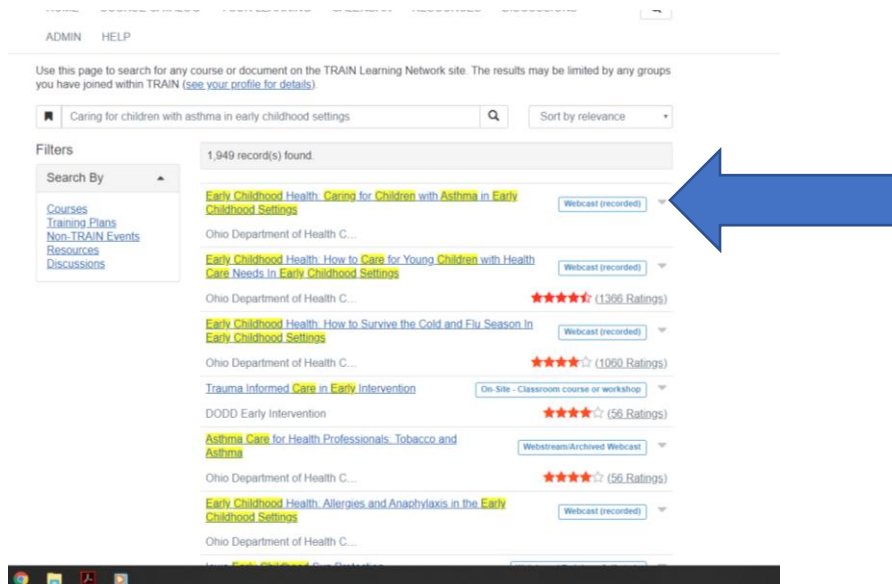 ADMIN HELP
Use this page to search for any course or document on the TRAIN Learning Network site. The results may be limited by any groups
you have joined within TRAIN (see your profile for details).
Caring for children with asthma in early childhood settings
Sort by relevance
Filters
1,949 record(s) found.
Search By
Courses
Training Plans
Non-TRAIN Events
Resources
Discussions
Early Childhood Health: Caring for Children with Asthma in Early
Childhood Settings
Webcast (recorded)
Ohio Department of Health C...
Early Childhood Health: How to Care for Young Children with Health
Care Needs In Early Childhood Settings
Webcast (recorded)
Ohio Department of Health C...
(1366 Ratings)
Early Childhood Health: How to Survive the Cold and Flu Season In
Early Childhood Settings
Webcast (recorded)
Ohio Department of Health C...
(1060 Ratings)
Trauma Informed Care in Early Intervention
On-Site - Classroom course or workshop
DODD Early Intervention
(56 Ratings)
Asthma Care for Health Professionals: Tobacco and
Asthma
Webstream/Archived Webcast
Ohio Department of Health C...
(56 Ratings)
Early Childhood Health: Allergies and Anaphylaxis in the Early
Childhood Settings
Webcast (recorded)
Ohio Department of Health C...